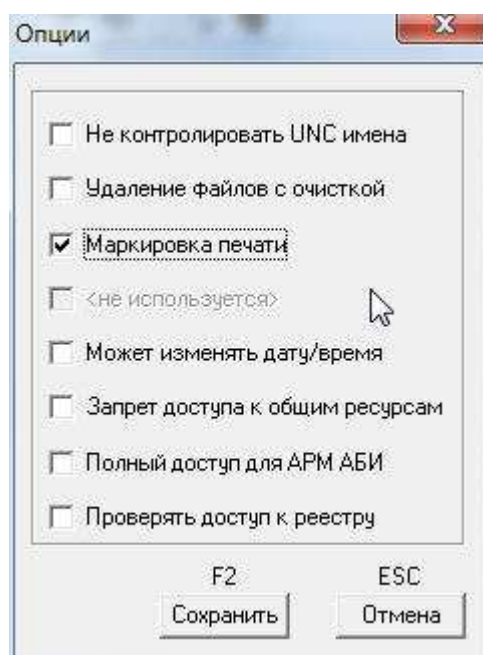 Опции
Не контролировать UNC имена
Удаление файлов с очисткой
Маркировка печати
<не используется>
Может изменять дату/время
Запрет доступа к общим ресурсам
Полный доступ для АРМ АБИ
Проверять доступ к реестру
F2 ESC
Сохранить Отмена